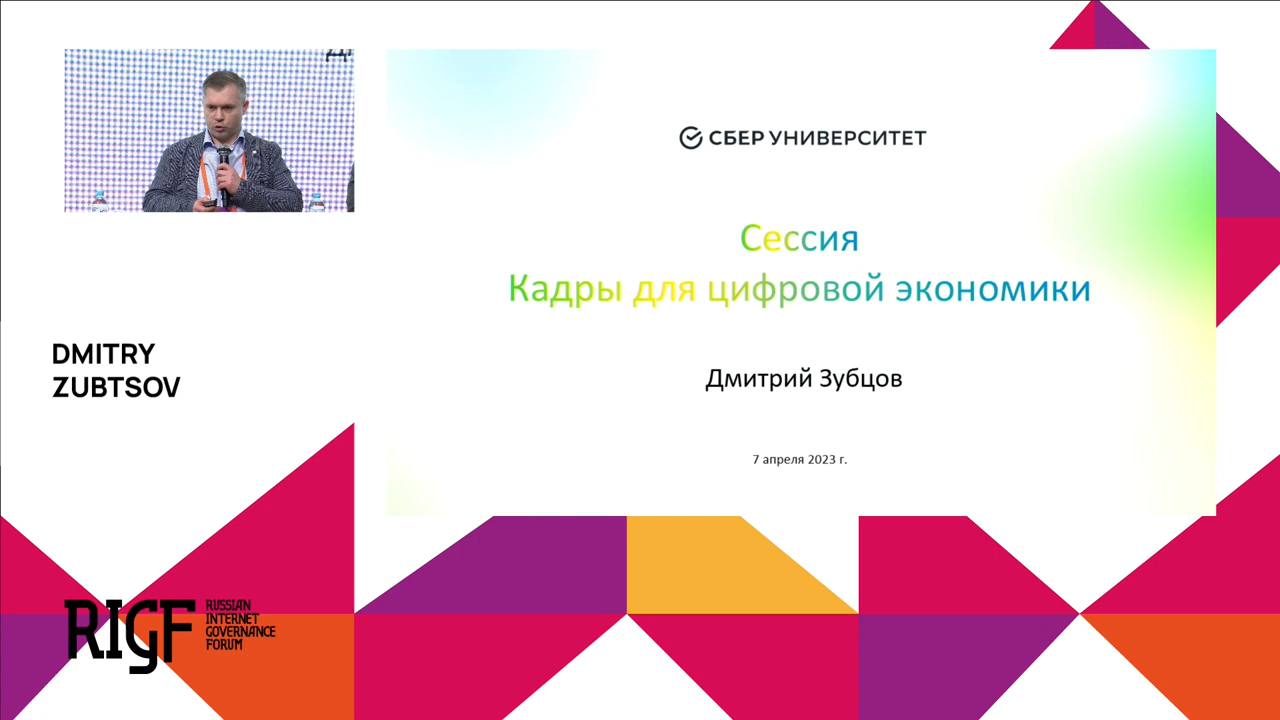 СБЕР УНИВЕРСИТЕТ
Сессия
Кадры для цифровой экономики
Дмитрий Зубцов
7 апреля 2023 г.
DMITRY
ZUBTSOV
RIGF
RUSSIAN
INTERNET
GOVERNANCE
FORUM